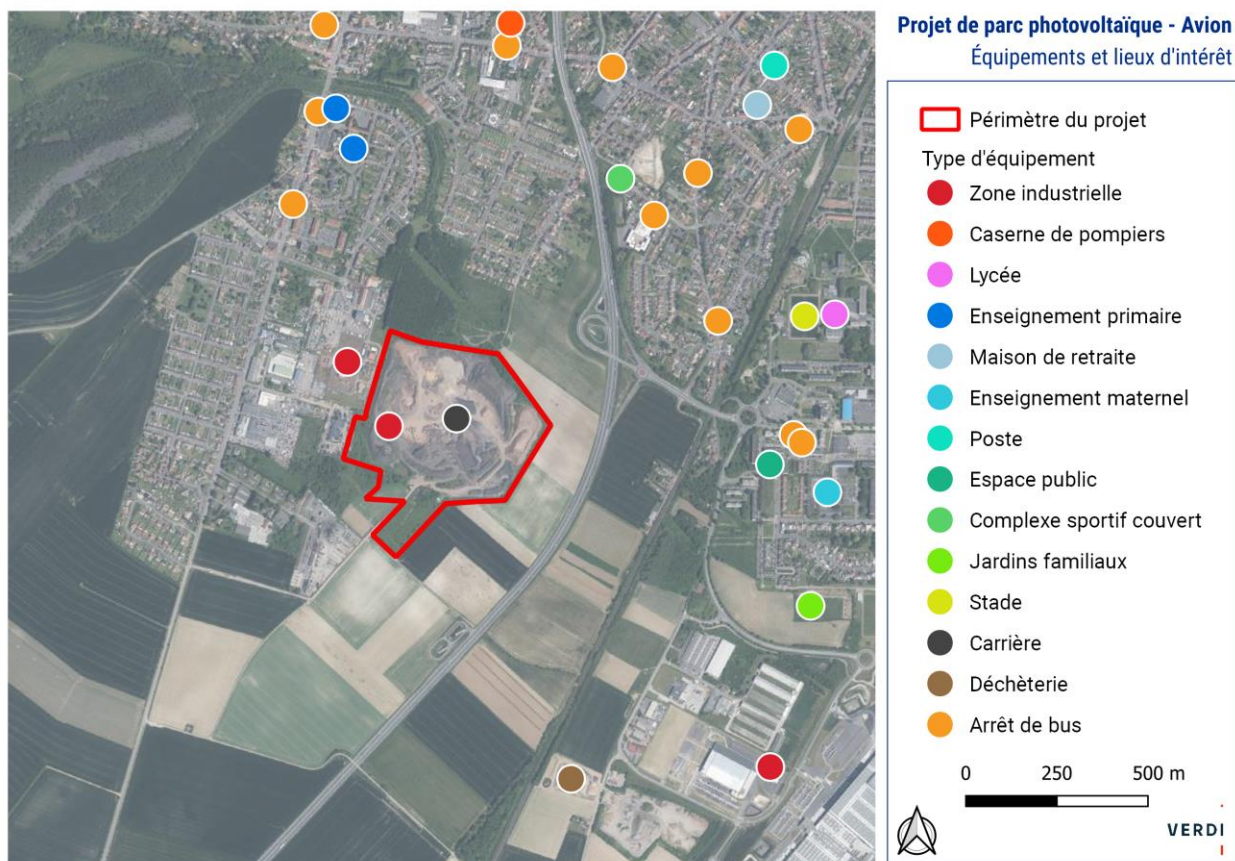 Projet de parc photovoltaïque - Avion
Équipements et lieux d'intérêt
Périmètre du projet
Type d'équipement
Zone industrielle
Caserne de pompiers
Lycée
Enseignement primaire
Maison de retraite
Enseignement maternel
Poste
Espace public
Complexe sportif couvert
Jardins familiaux
Stade
Carrière
Déchèterie
Arrêt de bus
0 250 500 m
VERDI